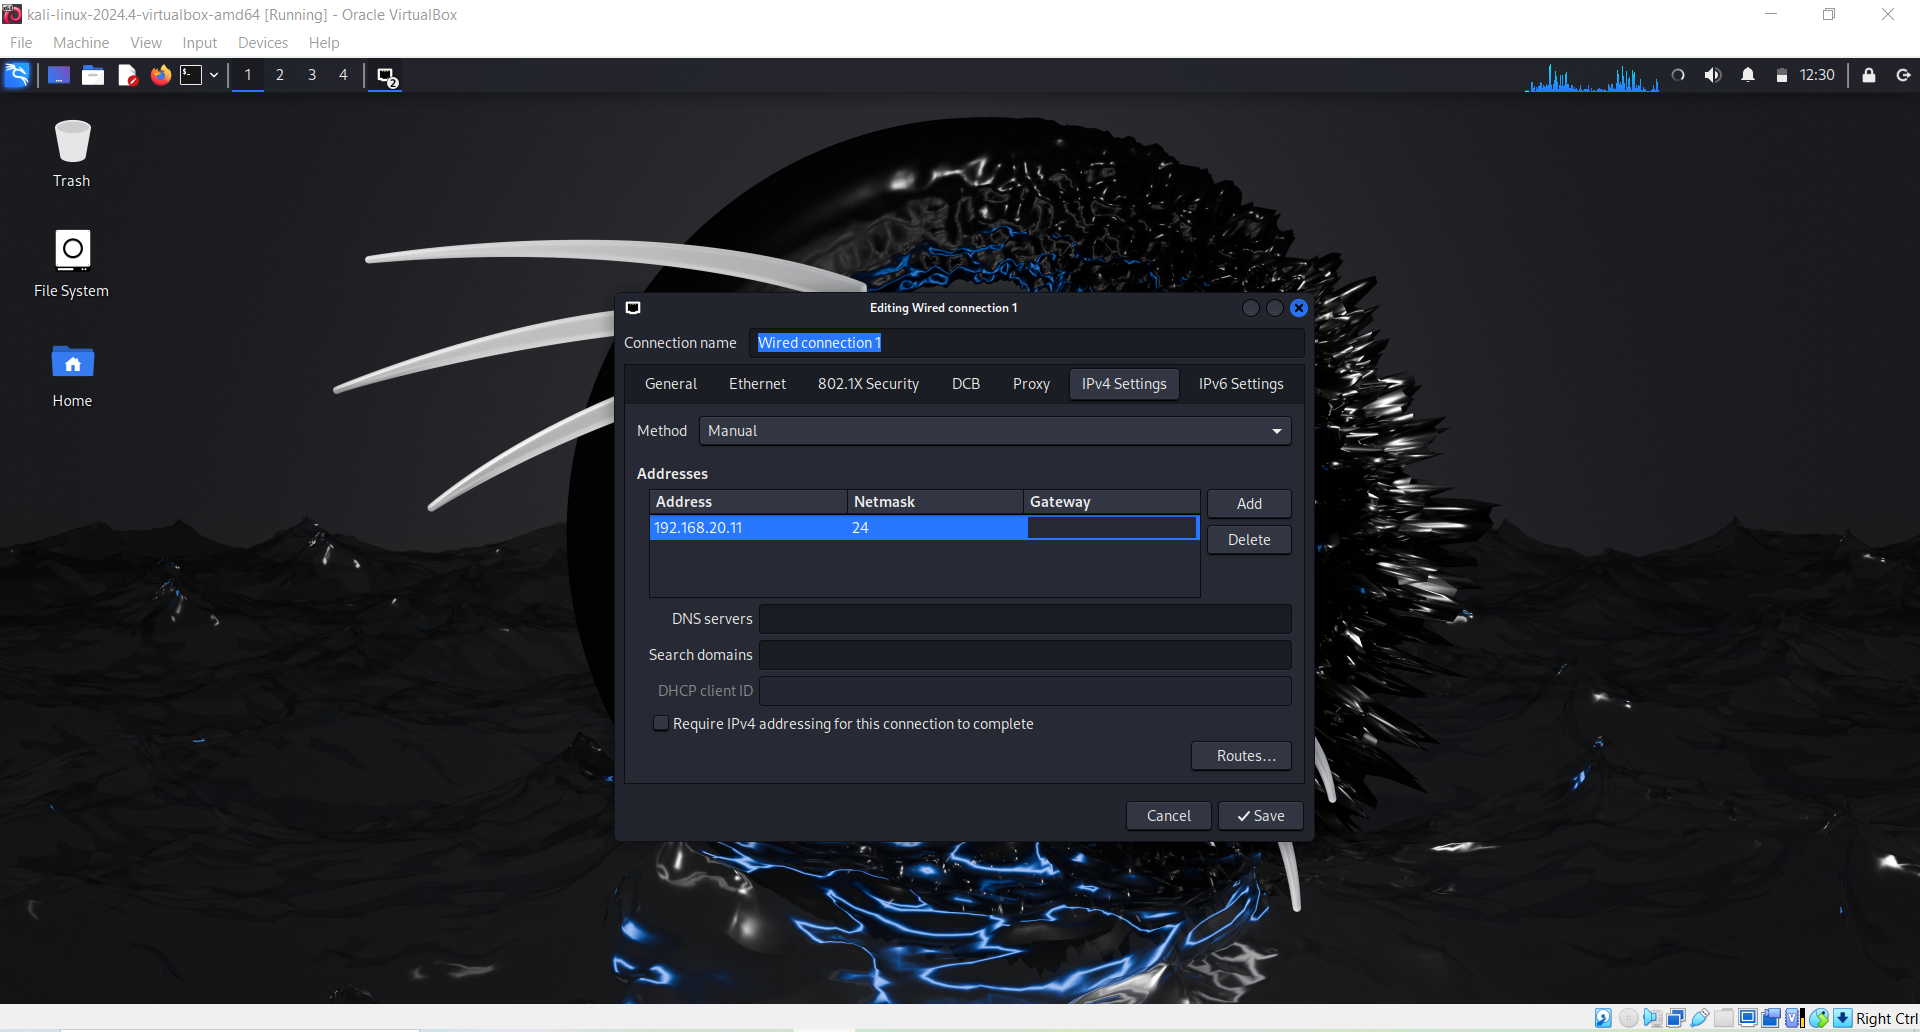 kali-linux-2024.4-virtualbox-amd64 [Running] - Oracle VirtualBox
File Machine View Input Devices Help
1 2 3 4 2 12:30
Trash
File System
Home
Editing Wired connection 1
Connection name Wired connection 1
General Ethernet 802.1X Security DCB Proxy IPv4 Settings IPv6 Settings
Method Manual
Addresses
Address Netmask Gateway Add
192.168.20.11 24
Delete
DNS servers
Search domains
DHCP client ID
Require IPv4 addressing for this connection to complete
Routes...
Cancel Save
Right Ctrl